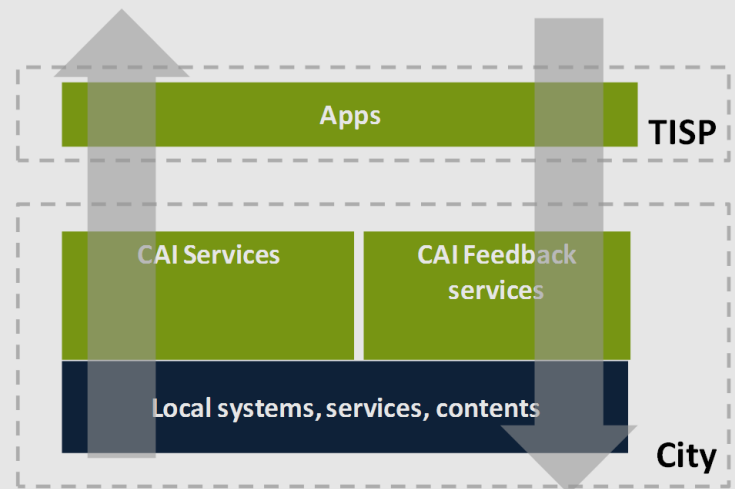 Apps
TISP
CAI Services
CAI Feedback
services
Local systems, services, contents
City